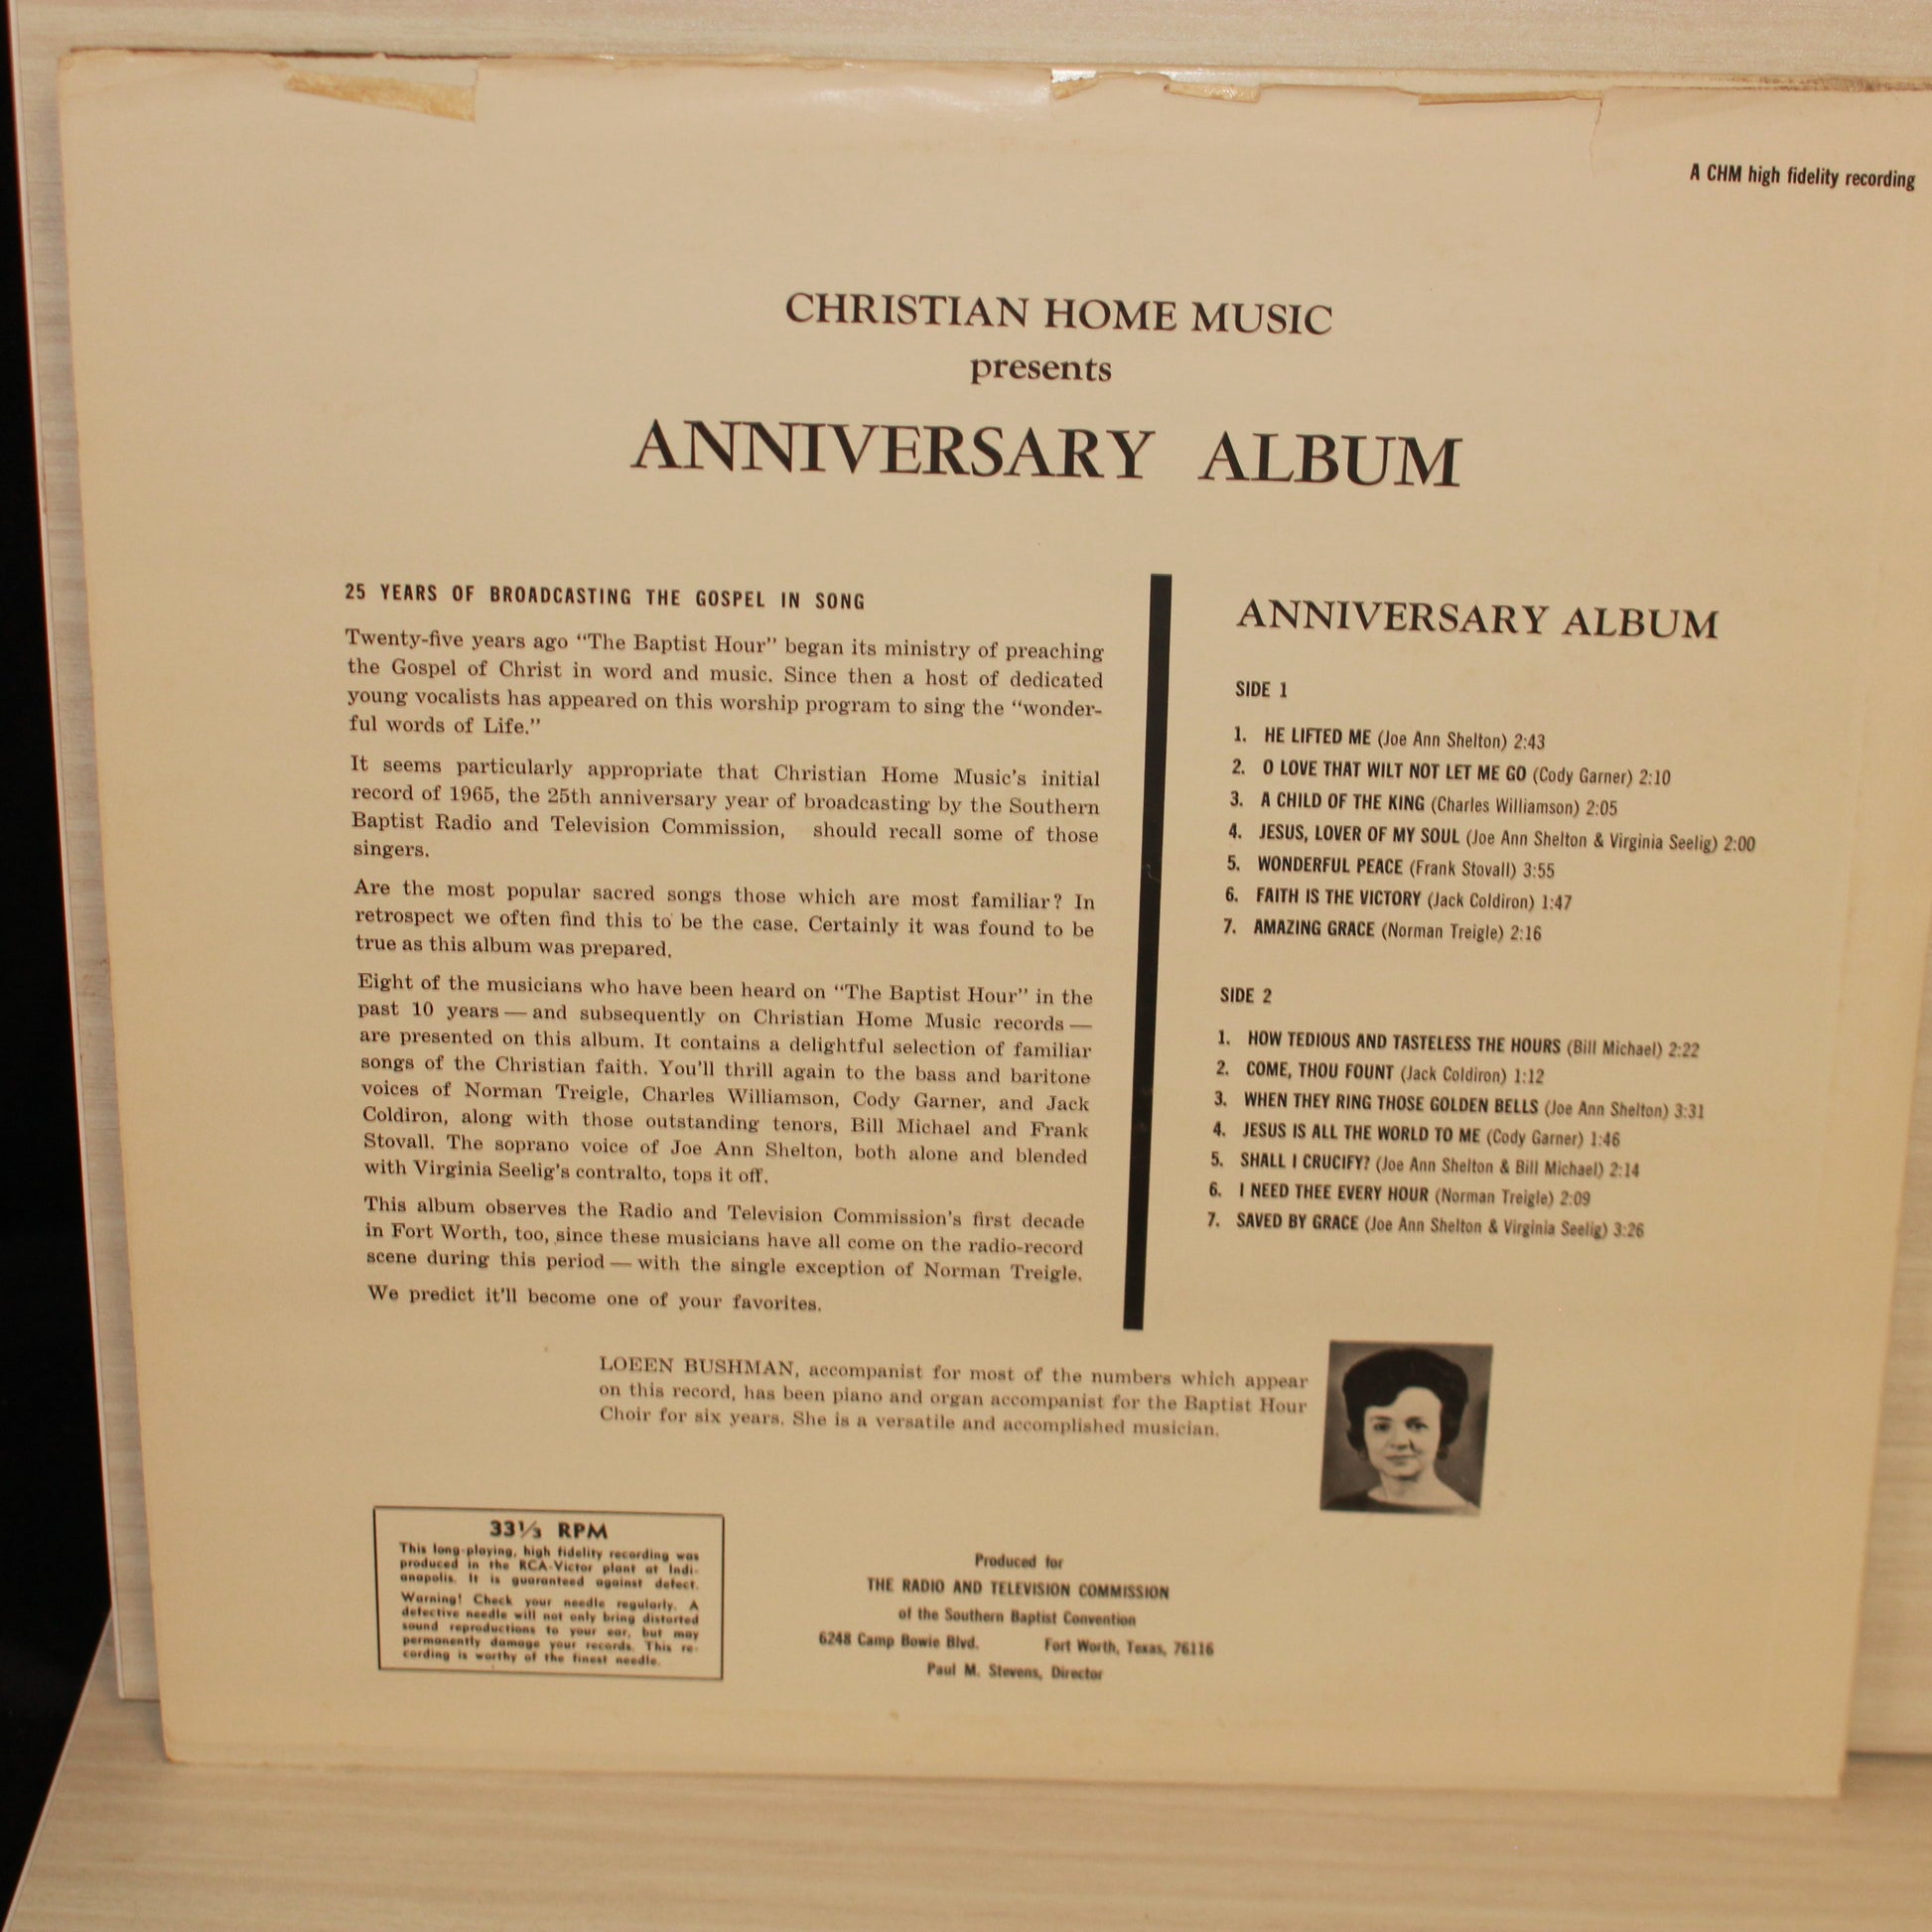 A CHM high fidelity recording
CHRISTIAN HOME MUSIC
presents
ANNIVERSARY ALBUM
25 YEARS OF BROADCASTING THE GOSPEL IN SONG
Twenty-five years ago “The Baptist Hour” began its ministry of preaching
the Gospel of Christ in word and music. Since then a host of dedicated
young vocalists has appeared on this worship program to sing the “wonder-
ful words of Life.”
It seems particularly appropriate that Christian Home Music's initial
record of 1965, the 25th anniversary year of broadcasting by the Southern
Baptist Radio and Television Commission, should recall some of those
singers.
Are the most popular sacred songs those which are most familiar? In
retrospect we often find this to be the case. Certainly it was found to be
true as this album was prepared.
Eight of the musicians who have been heard on “The Baptist Hour” in the
past 10 years — and subsequently on Christian Home Music records —
are presented on this album. It contains a delightful selection of familiar
songs of the Christian faith. You'll thrill again to the bass and baritone
voices of Norman Treigle, Charles Williamson, Cody Garner, and Jack
Coldiron, along with those outstanding tenors, Bill Michael and Frank
Stovall. The soprano voice of Joe Ann Shelton, both alone and blended
with Virginia Seelig's contralto, tops it off.
This album observes the Radio and Television Commission's first decade
in Fort Worth, too, since these musicians have all come on the radio-record
scene during this period — with the single exception of Norman Treigle.
We predict it'll become one of your favorites.
ANNIVERSARY ALBUM
SIDE 1
1. HE LIFTED ME (Joe Ann Shelton) 2:43
2. O LOVE THAT WILT NOT LET ME GO (Cody Garner) 2:10
3. A CHILD OF THE KING (Charles Williamson) 2:05
4. JESUS, LOVER OF MY SOUL (Joe Ann Shelton & Virginia Seelig) 2:00
5. WONDERFUL PEACE (Frank Stovall) 3:55
6. FAITH IS THE VICTORY (Jack Coldiron) 1:47
7. AMAZING GRACE (Norman Treigle) 2:16
SIDE 2
1. HOW TEDIOUS AND TASTELESS THE HOURS (Bill Michael) 2:22
2. COME, THOU FOUNT (Jack Coldiron) 1:12
3. WHEN THEY RING THOSE GOLDEN BELLS (Joe Ann Shelton) 3:31
4. JESUS IS ALL THE WORLD TO ME (Cody Garner) 1:46
5. SHALL I CRUCIFY? (Joe Ann Shelton & Bill Michael) 2:14
6. I NEED THEE EVERY HOUR (Norman Treigle) 2:09
7. SAVED BY GRACE (Joe Ann Shelton & Virginia Seelig) 3:26
LOEEN BUSHMAN, accompanist for most of the numbers which appear
on this record, has been piano and organ accompanist for the Baptist Hour
Choir for six years. She is a versatile and accomplished musician.
33⅓ RPM
This long-playing, high fidelity recording was
produced in the RCA-Victor plant at Indi-
anapolis. It is guaranteed against defect.
Warning! Check your needle regularly. A
defective needle will not only bring distorted
sound reproductions to your ear, but may
permanently damage your records. This re-
cording is worthy of the finest needle.
Produced for
THE RADIO AND TELEVISION COMMISSION
of the Southern Baptist Convention
6248 Camp Bowie Blvd. Fort Worth, Texas, 76116
Paul M. Stevens, Director